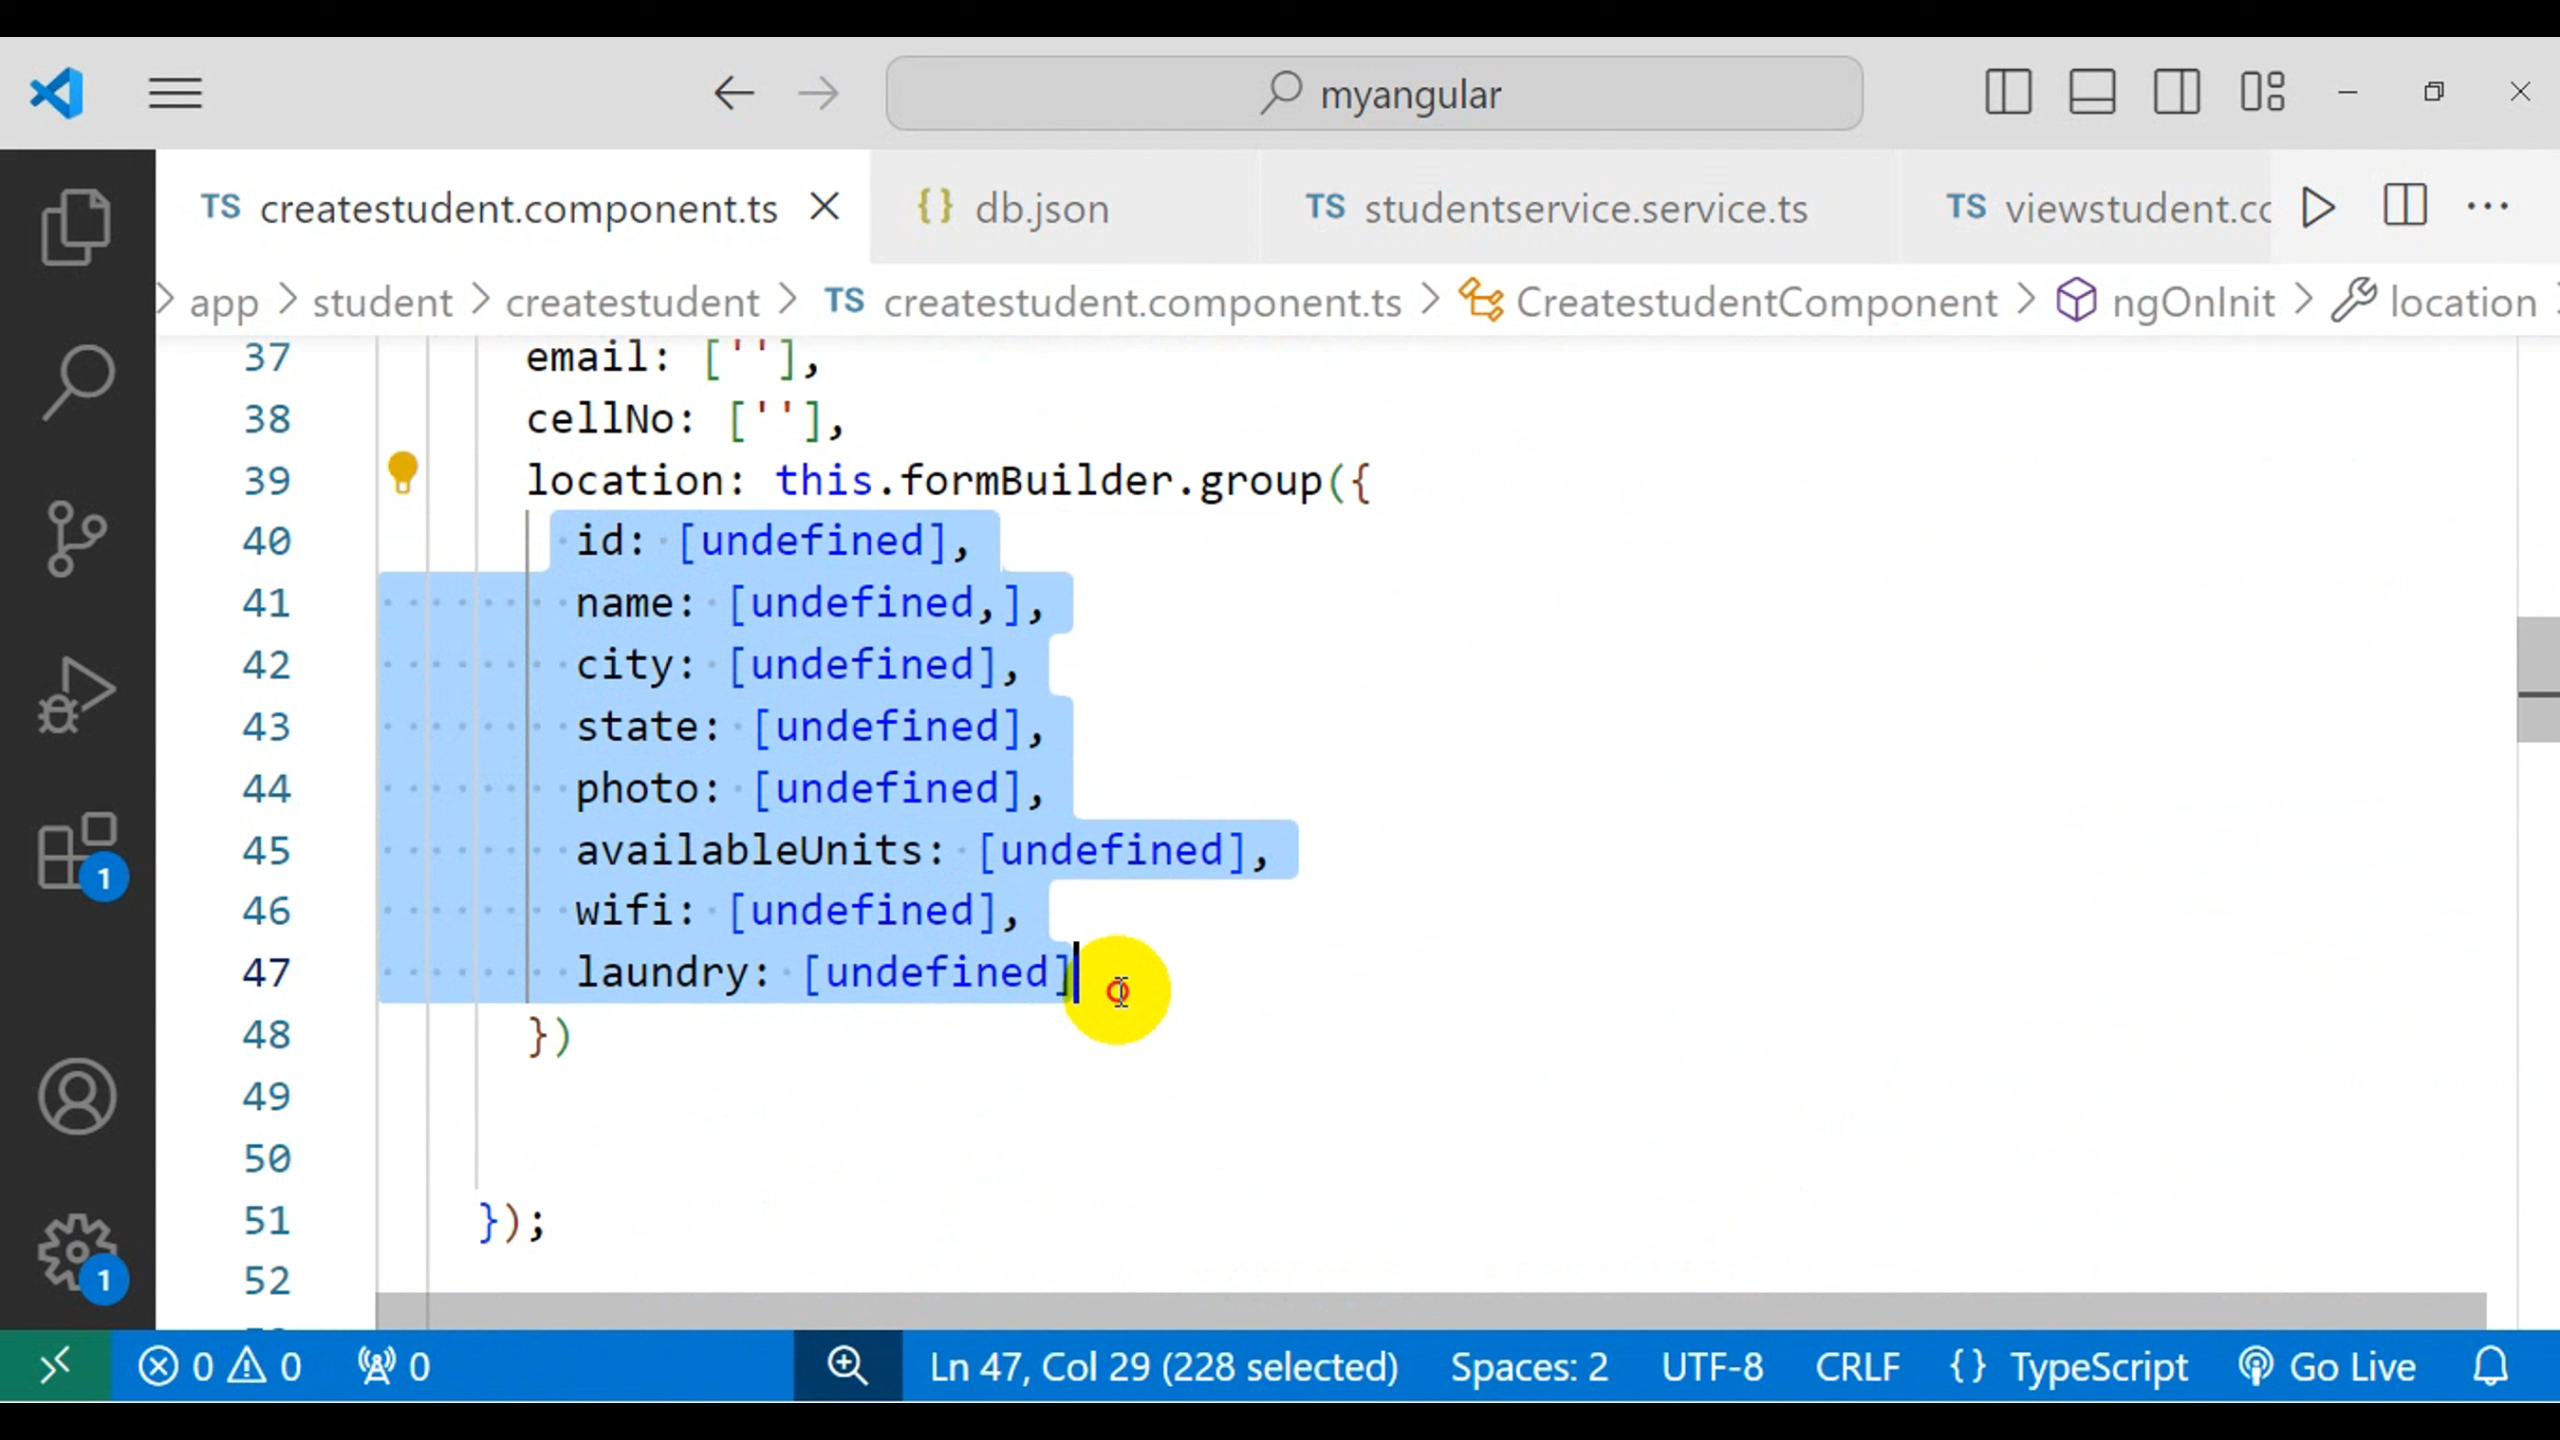 myangular
TS createstudent.component.ts
{} db.json
TS studentservice.service.ts
TS viewstudent.cc
app > student > createstudent > TS createstudent.component.ts > CreatestudentComponent > ngOnInit > location
37 email: [''],
38 cellNo: [''],
39 location: this.formBuilder.group({
40 id: [undefined],
41 name: [undefined,],
42 city: [undefined],
43 state: [undefined],
44 photo: [undefined],
45 availableUnits: [undefined],
46 wifi: [undefined],
47 laundry: [undefined]
48 })
49
50
51 });
52
1
1
0 0 0 Ln 47, Col 29 (228 selected) Spaces: 2 UTF-8 CRLF {} TypeScript Go Live